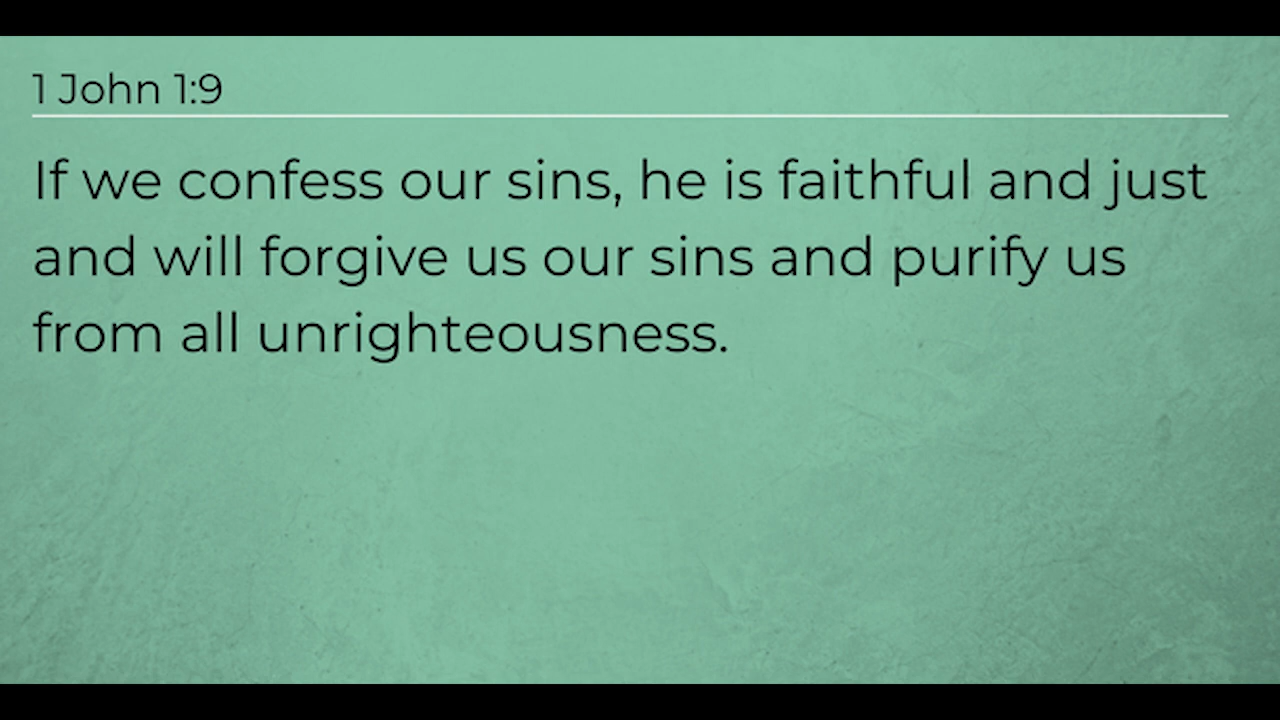 1 John 1:9
If we confess our sins, he is faithful and just
and will forgive us our sins and purify us
from all unrighteousness.